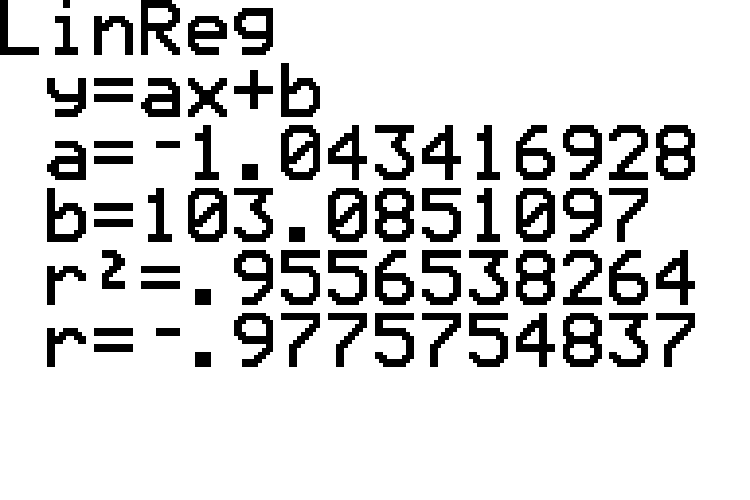 LinReg
y=ax+b
a=⁻1.043416928
b=103.0851097
r²=.9556538264
r=⁻.9775754837